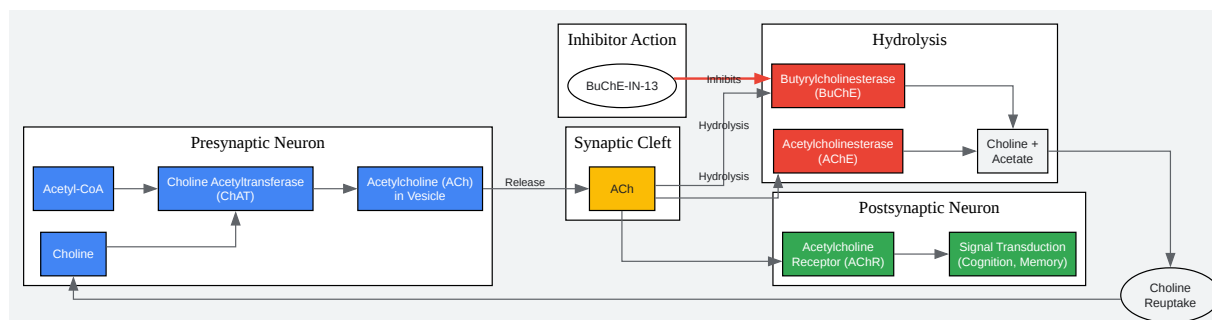 Inhibitor Action
BuChE-IN-13
Inhibits
Hydrolysis
Butyrylcholinesterase
(BuChE)
Acetylcholinesterase
(AChE)
Choline +
Acetate
Presynaptic Neuron
Acetyl-CoA
Choline Acetyltransferase
(ChAT)
Acetylcholine (ACh)
in Vesicle
Choline
Release
Synaptic Cleft
ACh
Hydrolysis
Hydrolysis
Postsynaptic Neuron
Acetylcholine
Receptor (AChR)
Signal Transduction
(Cognition, Memory)
Choline
Reuptake